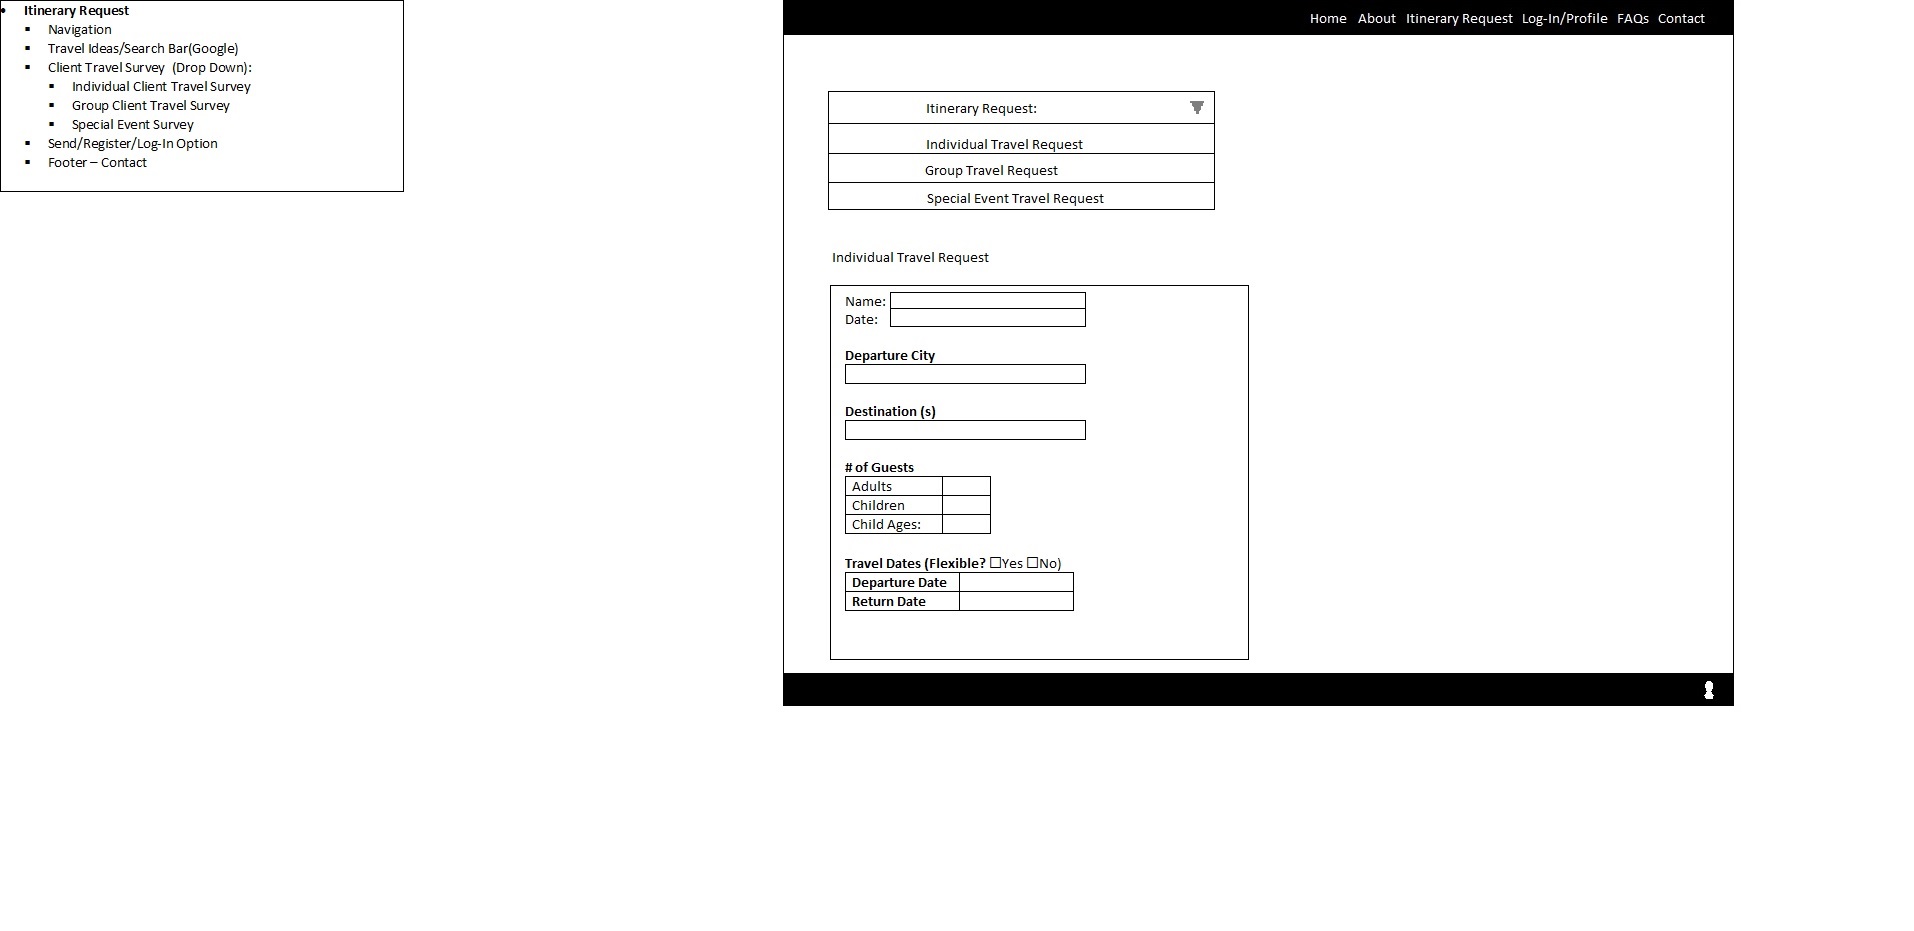 Itinerary Request
Navigation
Travel Ideas/Search Bar(Google)
Client Travel Survey (Drop Down):
Individual Client Travel Survey
Group Client Travel Survey
Special Event Survey
Send/Register/Log-In Option
Footer – Contact
Home About Itinerary Request Log-In/Profile FAQs Contact
Itinerary Request:
Individual Travel Request
Group Travel Request
Special Event Travel Request
Individual Travel Request
Name:
Date:
Departure City
Destination (s)
# of Guests
Adults
Children
Child Ages:
Travel Dates (Flexible? ☐Yes ☐No)
Departure Date
Return Date